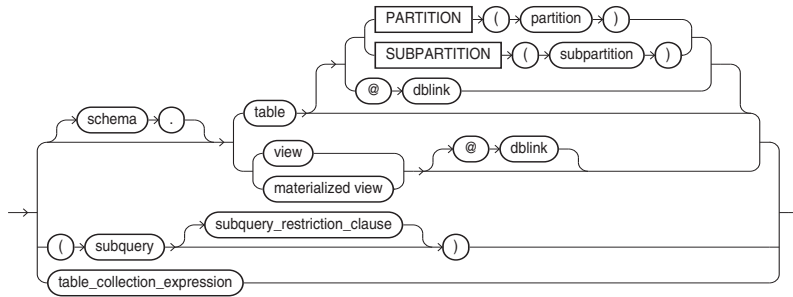 PARTITION ( partition )
SUBPARTITION ( subpartition )
@ dblink
schema . table
view @ dblink
materialized view
( subquery subquery_restriction_clause )
table_collection_expression